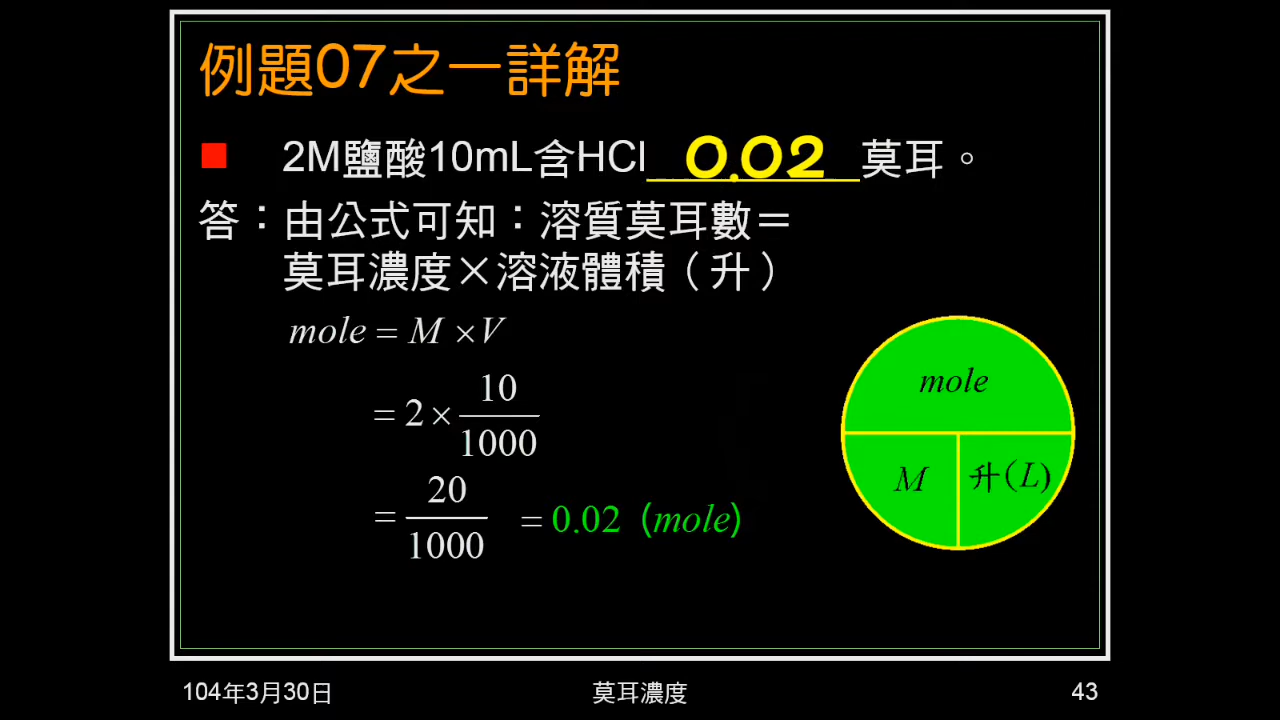 例題07之一詳解
2M鹽酸10mL含HCl 0.02 莫耳。
答：由公式可知：溶質莫耳數＝
莫耳濃度×溶液體積（升）
mole = M × V
= 2 × 10/1000
= 20/1000 = 0.02 (mole)
mole
M
升(L)
104年3月30日
莫耳濃度
43